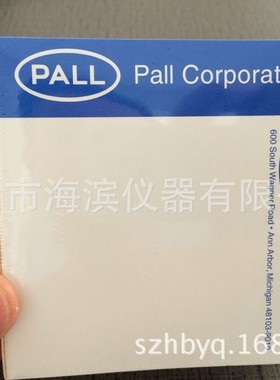 PALL
Pall Corporat
600 South Wagner Road • Ann Arbor, Michigan 48103-9019
市海滨仪器有限
szhbyq.168